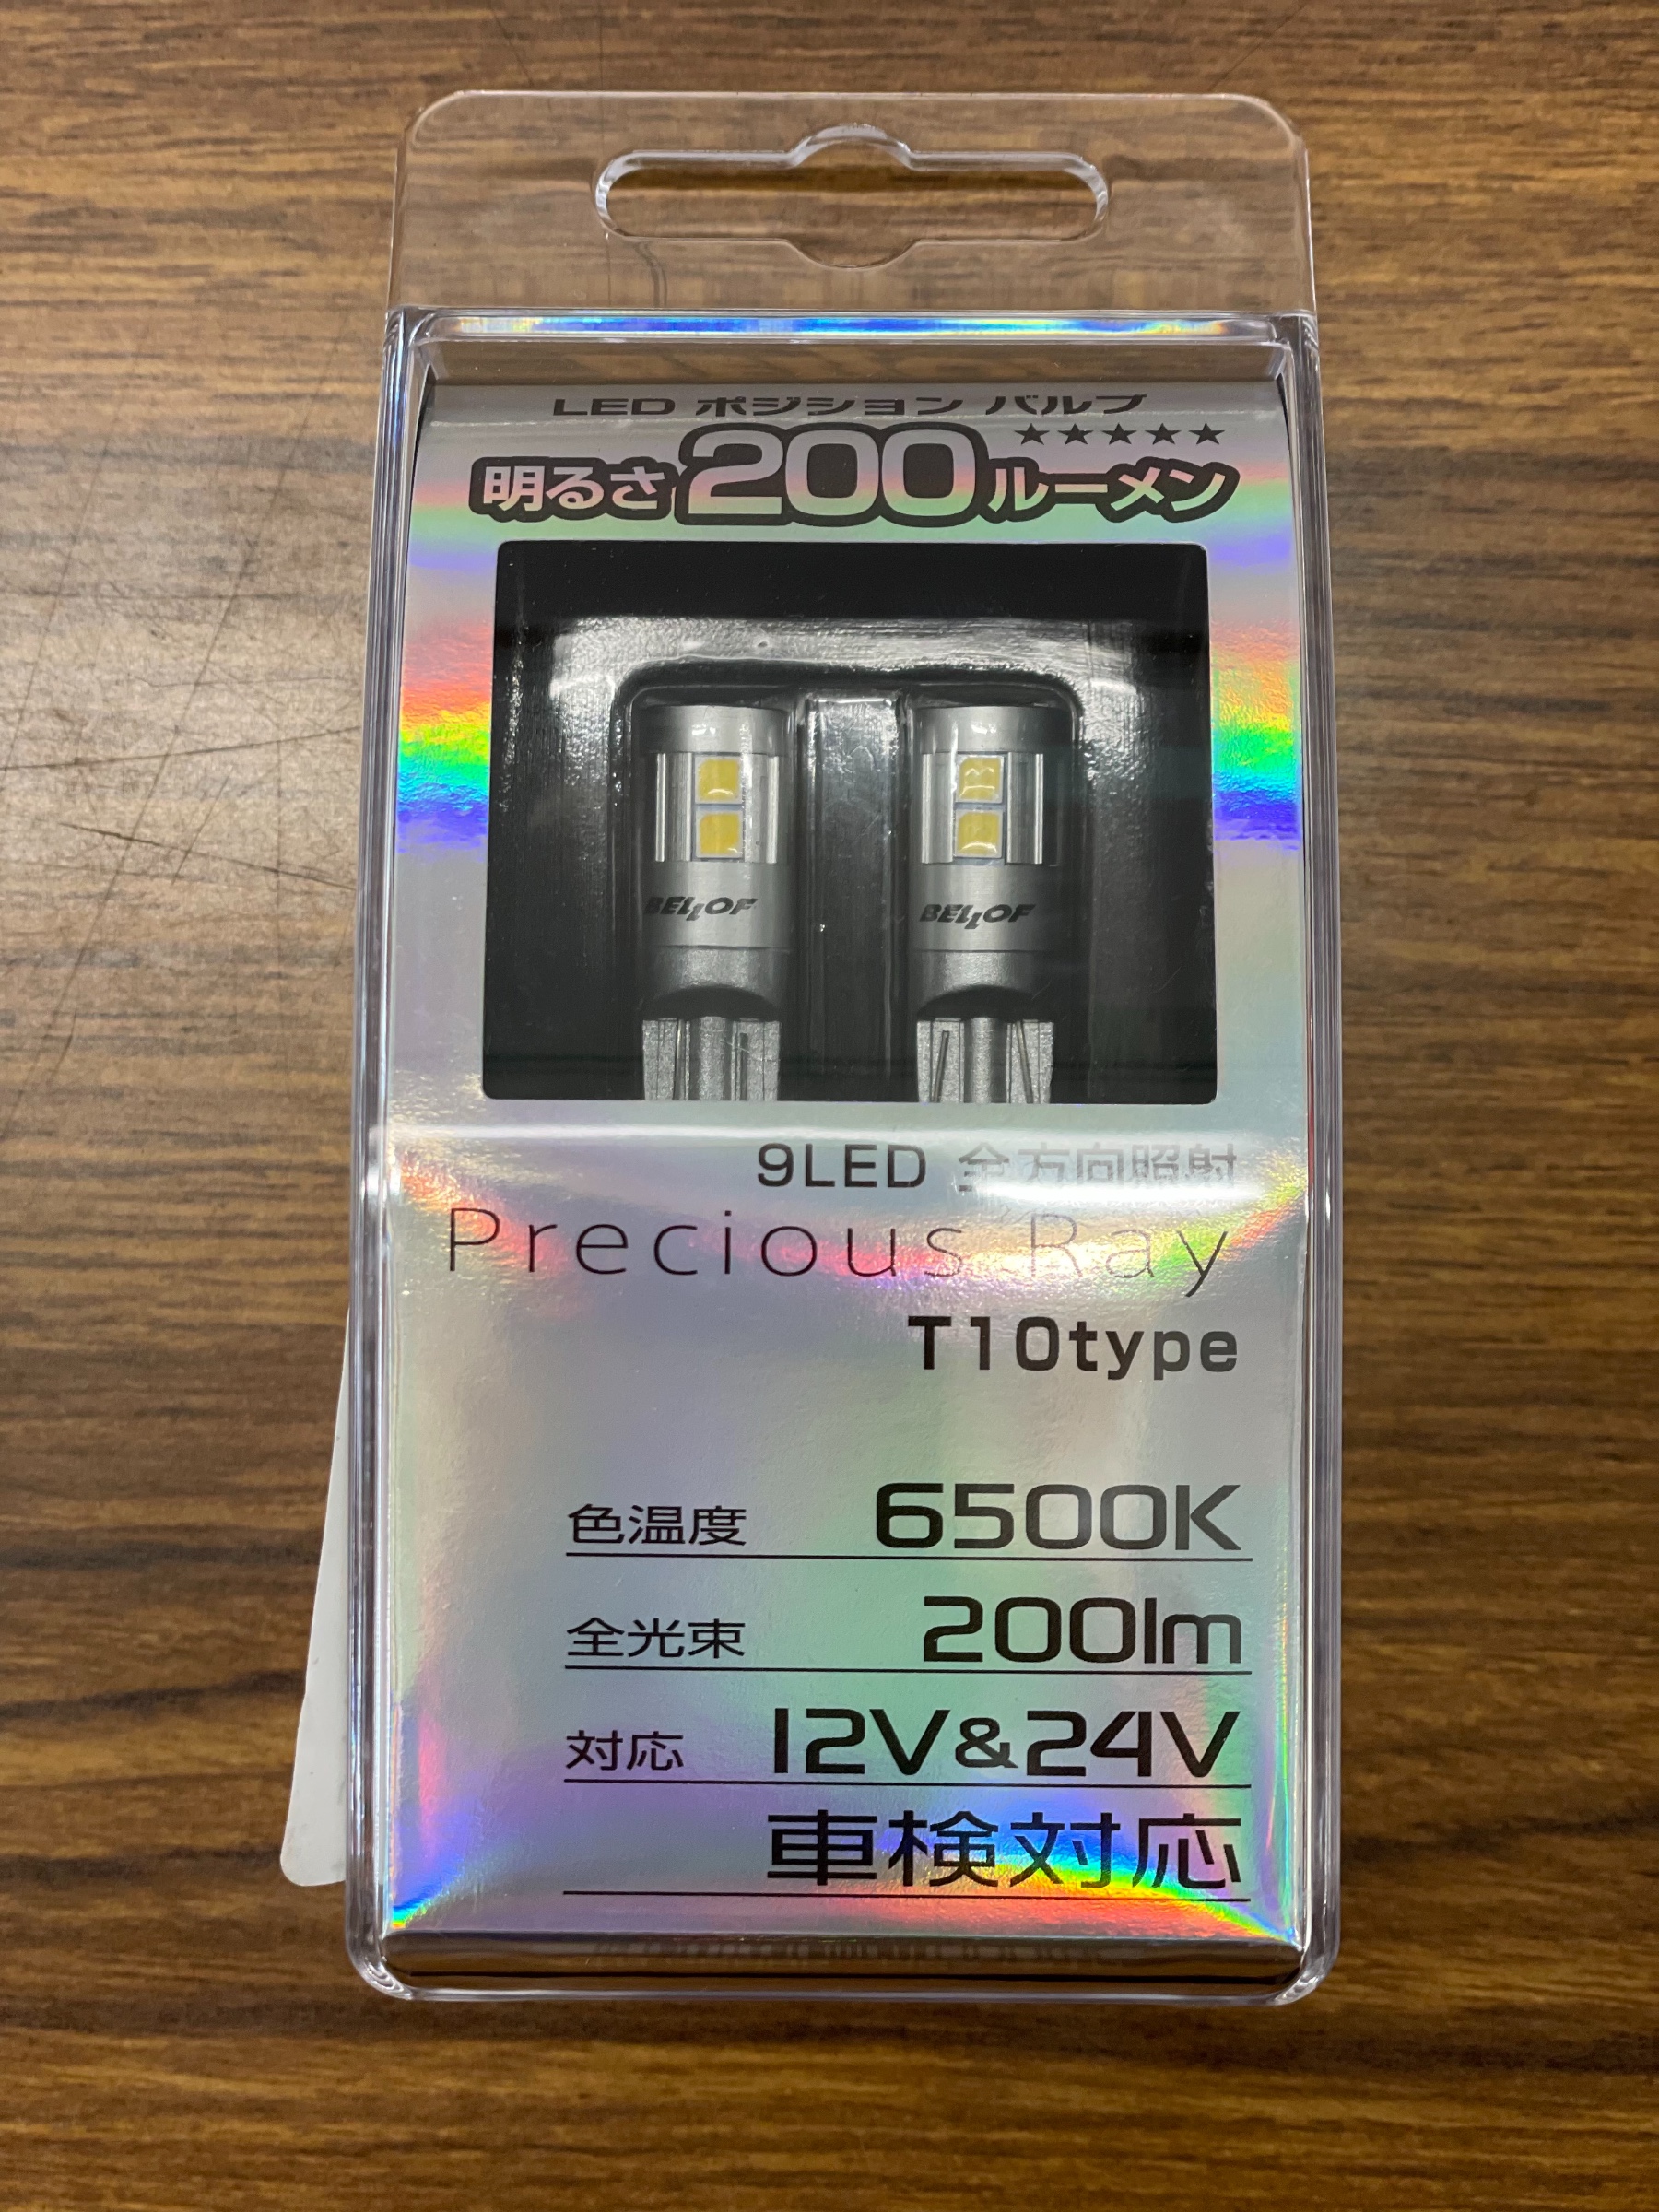 LED ポジション バルブ
★★★★★
明るさ200ルーメン
BELLOF BELLOF
9LED 全方向照射
Precious Ray
T10type
色温度 6500K
全光束 200lm
対応 12V&24V
車検対応